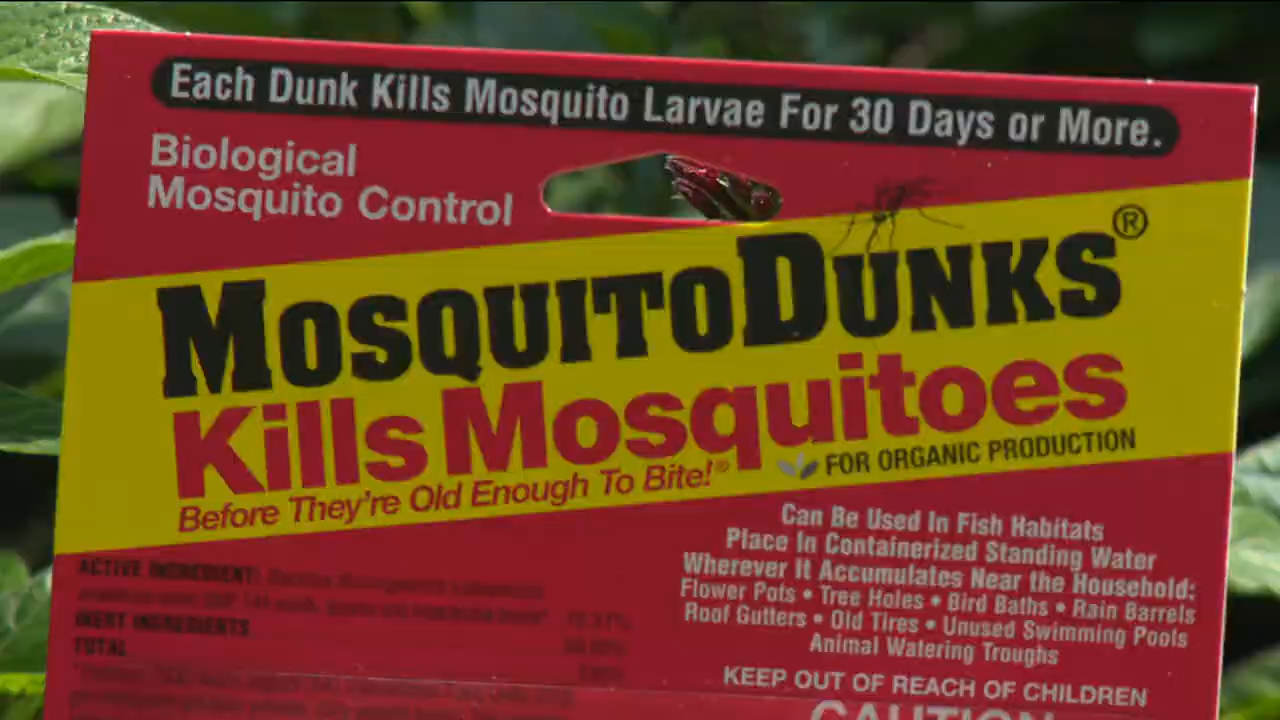 Each Dunk Kills Mosquito Larvae For 30 Days or More.
Biological
Mosquito Control
MOSQUITODUNKS®
Kills Mosquitoes
Before They're Old Enough To Bite!®
FOR ORGANIC PRODUCTION
Can Be Used In Fish Habitats
Place In Containerized Standing Water
Wherever It Accumulates Near the Household:
Flower Pots • Tree Holes • Bird Baths • Rain Barrels
Roof Gutters • Old Tires • Unused Swimming Pools
Animal Watering Troughs
KEEP OUT OF REACH OF CHILDREN
CAUTION
ACTIVE INGREDIENT:
INERT INGREDIENTS
TOTAL